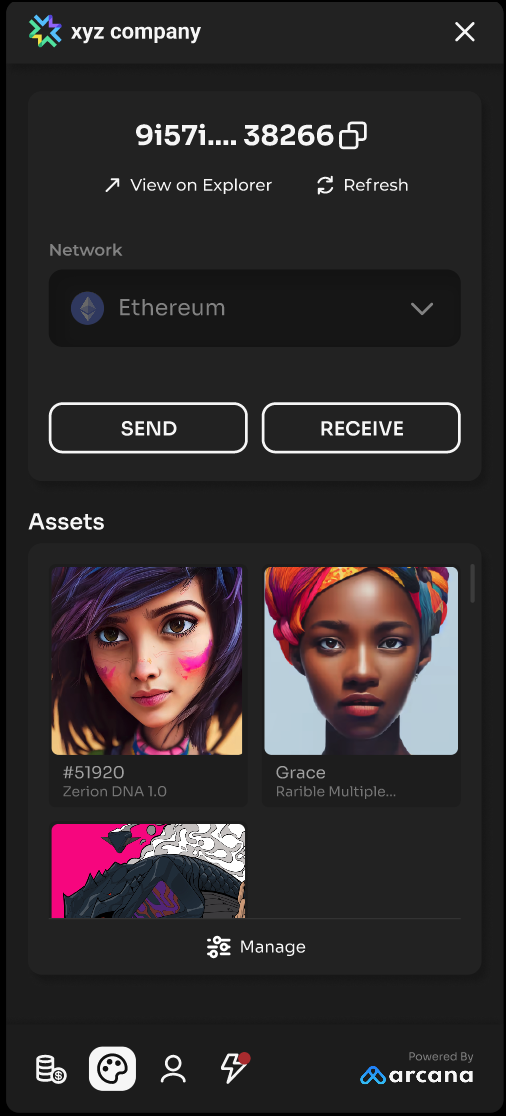 xyz company
9i57i.... 38266
View on Explorer
Refresh
Network
Ethereum
SEND
RECEIVE
Assets
#51920
Zerion DNA 1.0
Grace
Rarible Multiple...
Manage
Powered By
arcana